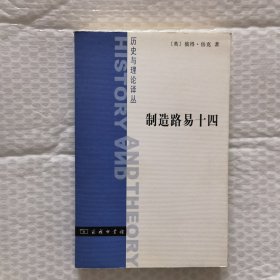 [英] 彼得·伯克 著
制造路易十四
历史与理论译丛
HISTORY AND THEORY
商务印书馆